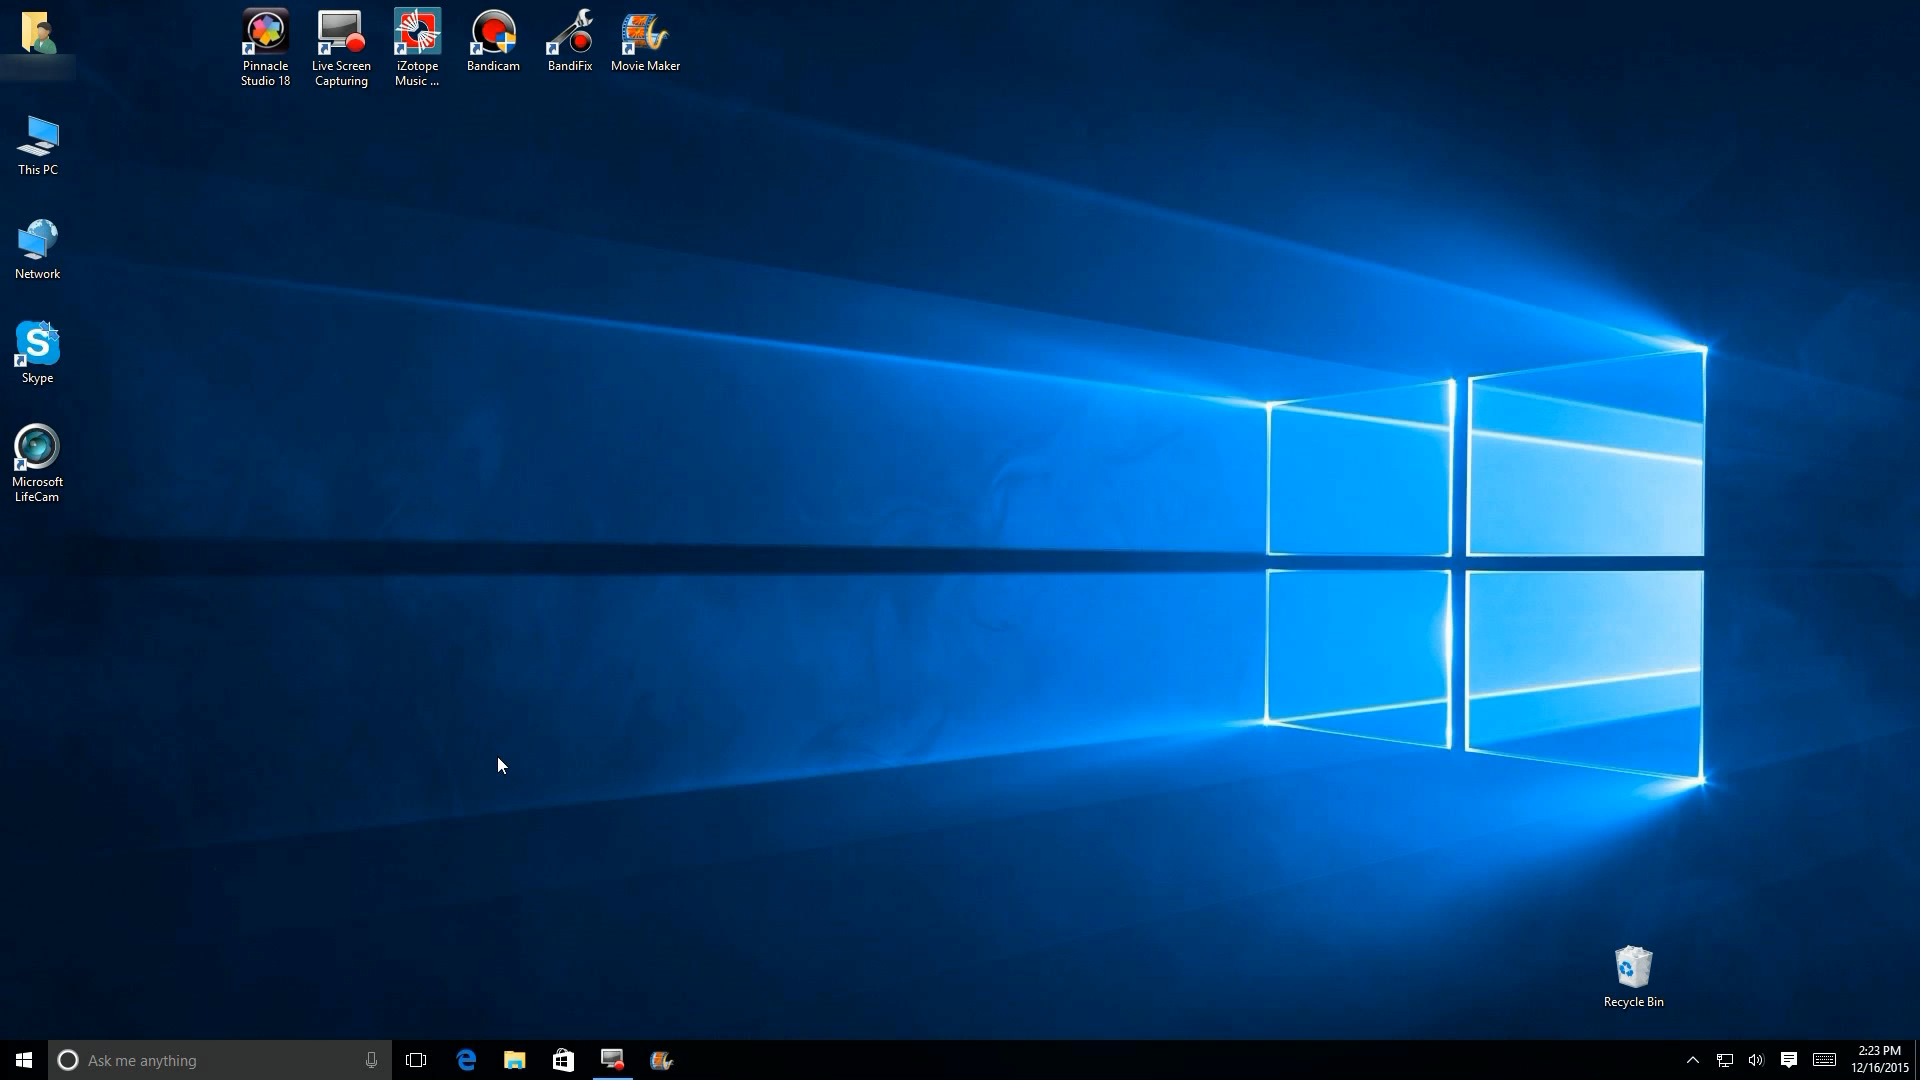 Pinnacle
Studio 18
Live Screen
Capturing
iZotope
Music ...
Bandicam
BandiFix
Movie Maker
This PC
Network
S
Skype
Microsoft
LifeCam
Recycle Bin
Ask me anything
2:23 PM
12/16/2015